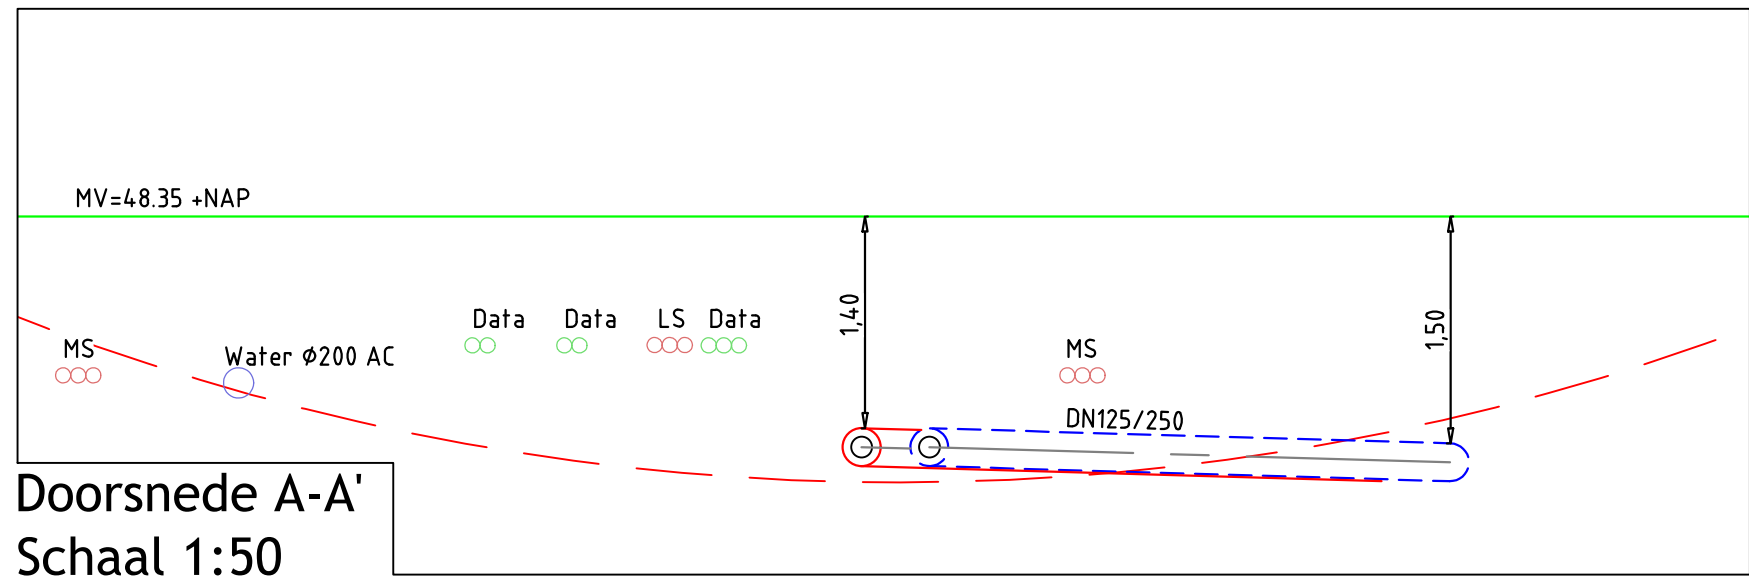 MV=48.35 +NAP
Data
Data
LS
Data
1,40
1,50
MS
Water Ø200 AC
MS
DN125/250
Doorsnede A-A'
Schaal 1:50